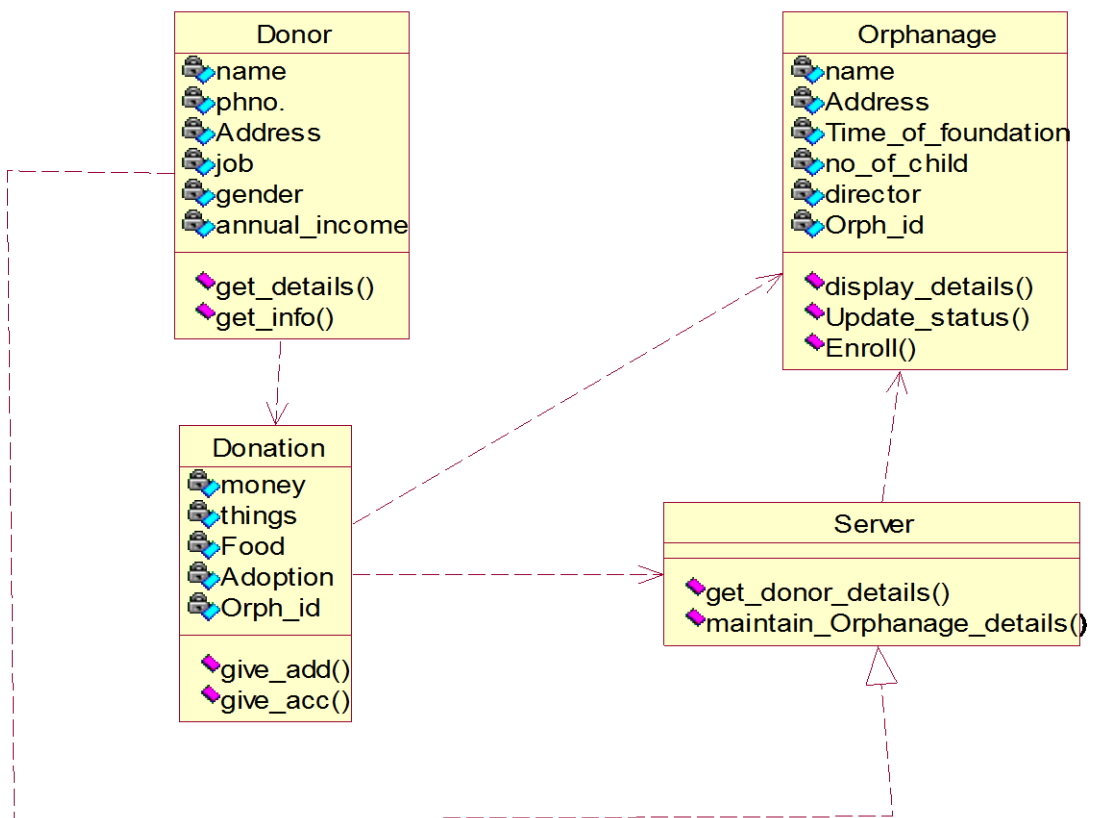 Donor
name
phno.
Address
job
gender
annual_income
get_details()
get_info()
Orphanage
name
Address
Time_of_foundation
no_of_child
director
Orph_id
display_details()
Update_status()
Enroll()
Donation
money
things
Food
Adoption
Orph_id
give_add()
give_acc()
Server
get_donor_details()
maintain_Orphanage_details()